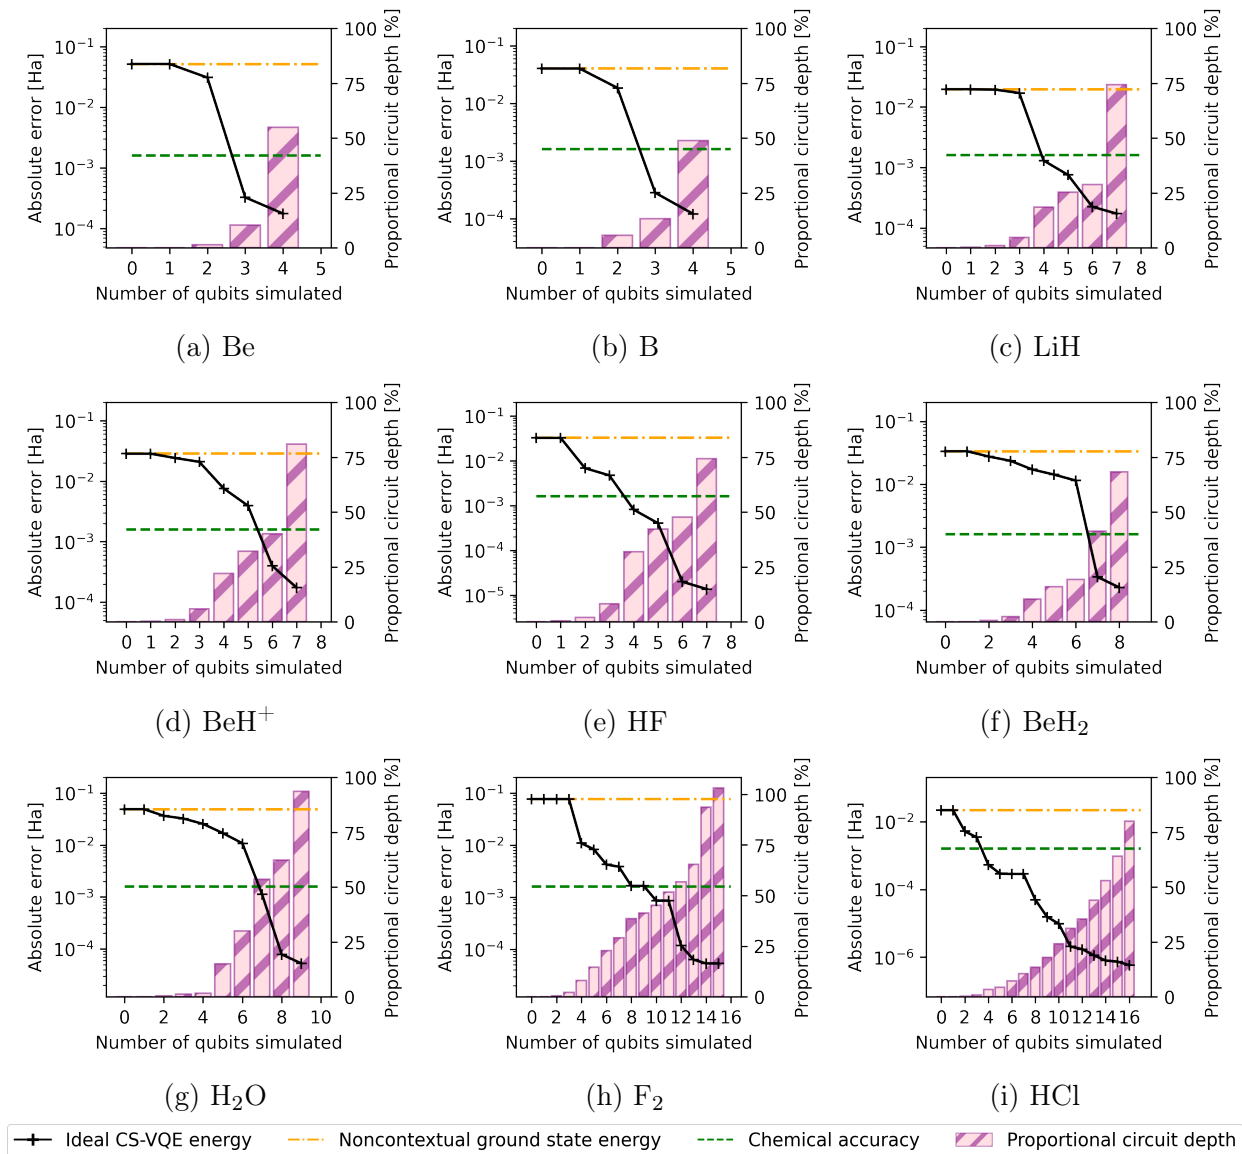 100
100
100
10⁻¹
10⁻¹
10⁻¹
75
75
75
10⁻²
10⁻²
10⁻²
50
50
50
10⁻³
10⁻³
10⁻³
25
25
25
10⁻⁴
10⁻⁴
10⁻⁴
0
0
0
Absolute error [Ha]
Proportional circuit depth [%]
Absolute error [Ha]
Proportional circuit depth [%]
Absolute error [Ha]
Proportional circuit depth [%]
0 1 2 3 4 5
0 1 2 3 4 5
0 1 2 3 4 5 6 7 8
Number of qubits simulated
Number of qubits simulated
Number of qubits simulated
(a) Be
(b) B
(c) LiH
100
100
100
10⁻¹
10⁻¹
10⁻¹
75
75
75
10⁻²
10⁻²
10⁻²
50
50
50
10⁻³
10⁻³
10⁻³
25
25
25
10⁻⁴
10⁻⁴
10⁻⁴
10⁻⁵
0
0
0
Absolute error [Ha]
Proportional circuit depth [%]
Absolute error [Ha]
Proportional circuit depth [%]
Absolute error [Ha]
Proportional circuit depth [%]
0 1 2 3 4 5 6 7 8
0 1 2 3 4 5 6 7 8
0 2 4 6 8
Number of qubits simulated
Number of qubits simulated
Number of qubits simulated
(d) BeH⁺
(e) HF
(f) BeH₂
100
100
100
10⁻¹
10⁻¹
10⁻²
75
75
75
10⁻²
10⁻²
10⁻⁴
50
50
50
10⁻³
10⁻³
10⁻⁶
25
25
25
10⁻⁴
10⁻⁴
0
0
0
Absolute error [Ha]
Proportional circuit depth [%]
Absolute error [Ha]
Proportional circuit depth [%]
Absolute error [Ha]
Proportional circuit depth [%]
0 2 4 6 8 10
0 2 4 6 8 10 12 14 16
0 2 4 6 8 10 12 14 16
Number of qubits simulated
Number of qubits simulated
Number of qubits simulated
(g) H₂O
(h) F₂
(i) HCl
Ideal CS-VQE energy
Noncontextual ground state energy
Chemical accuracy
Proportional circuit depth